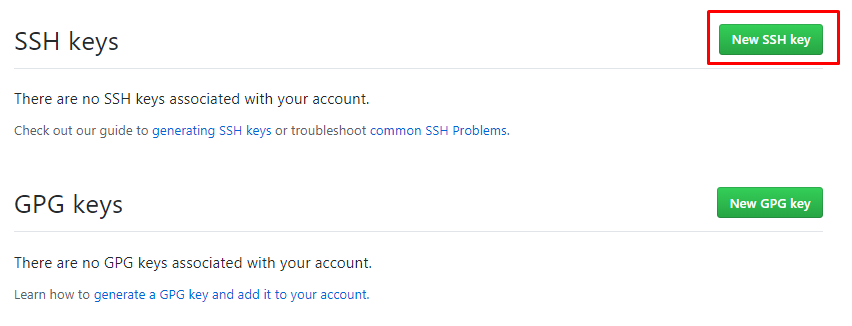 SSH keys
New SSH key
There are no SSH keys associated with your account.
Check out our guide to generating SSH keys or troubleshoot common SSH Problems.
GPG keys
New GPG key
There are no GPG keys associated with your account.
Learn how to generate a GPG key and add it to your account.